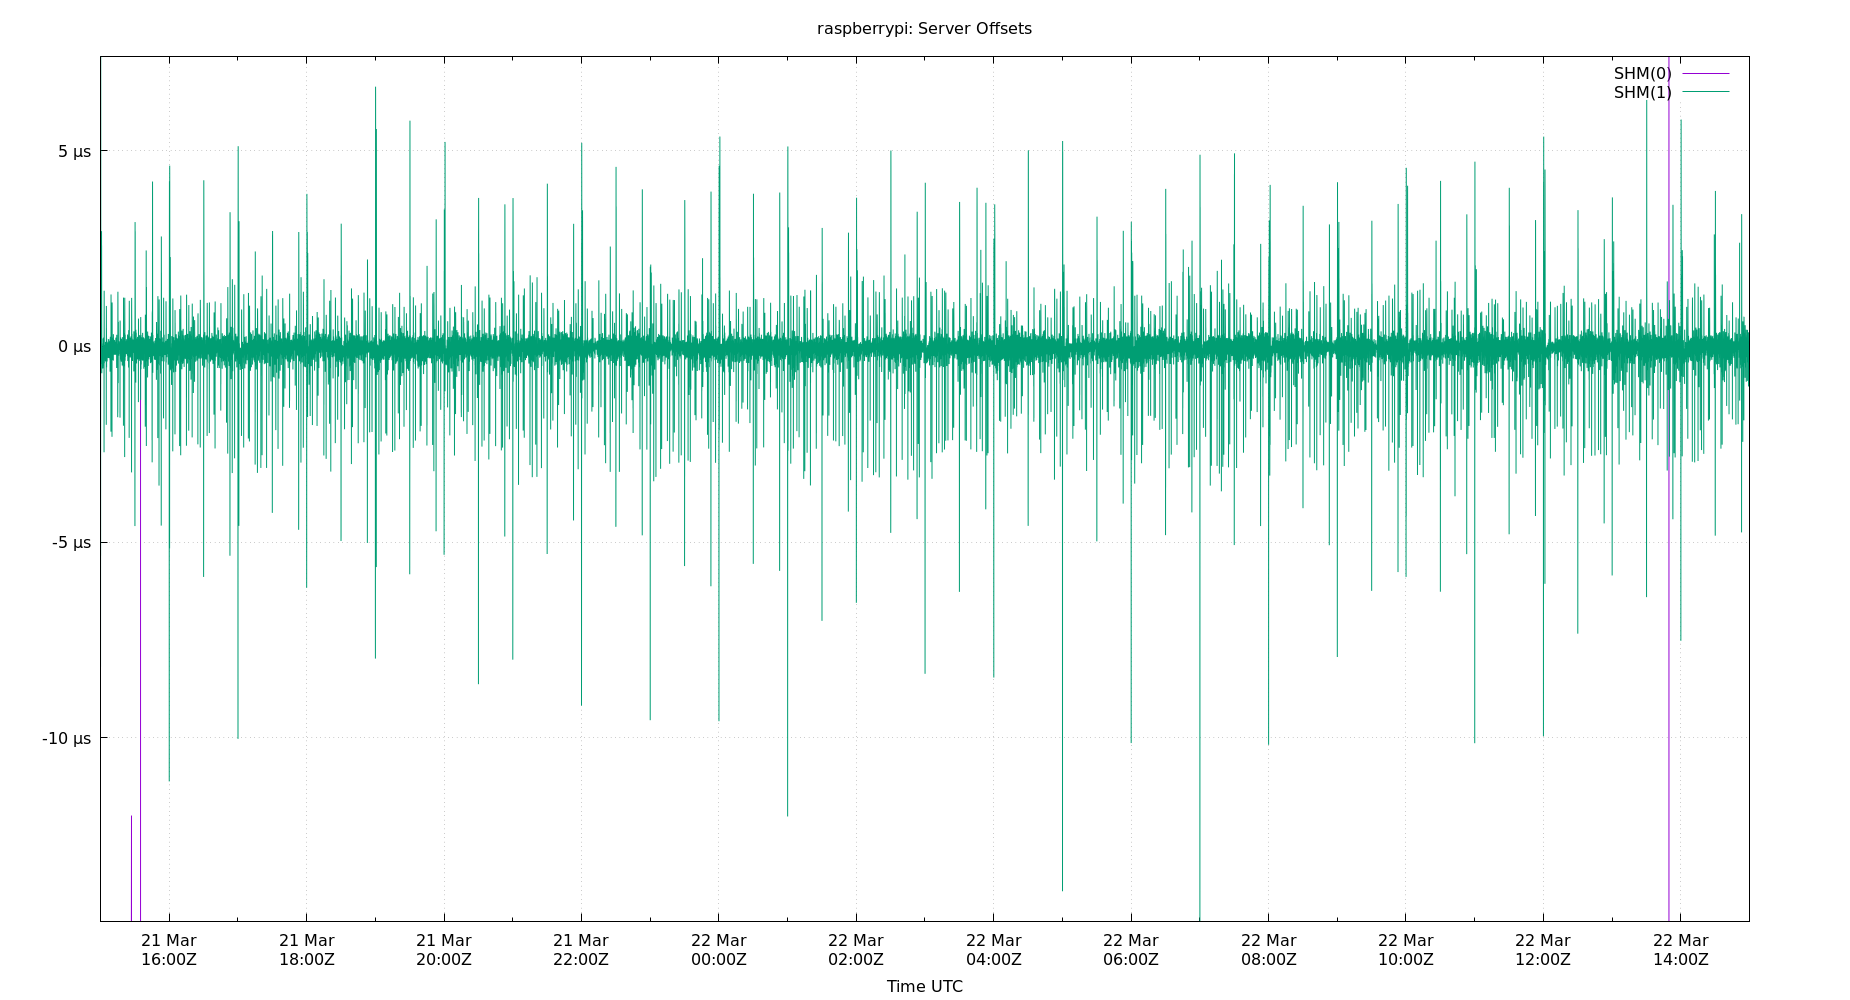 raspberrypi: Server Offsets
SHM(0)
SHM(1)
5 µs
0 µs
-5 µs
-10 µs
21 Mar 21 Mar 21 Mar 21 Mar 22 Mar 22 Mar 22 Mar 22 Mar 22 Mar 22 Mar 22 Mar 22 Mar
16:00Z 18:00Z 20:00Z 22:00Z 00:00Z 02:00Z 04:00Z 06:00Z 08:00Z 10:00Z 12:00Z 14:00Z
Time UTC